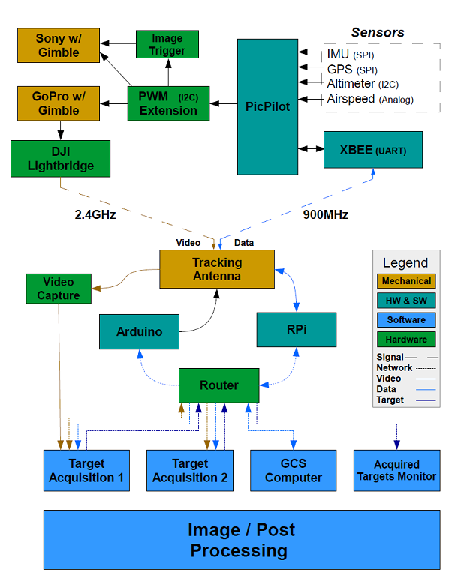 Sony w/
Gimble
Image
Trigger
Sensors
IMU (SPI)
GPS (SPI)
Altimeter (I2C)
Airspeed (Analog)
GoPro w/
Gimble
PWM (I2C)
Extension
PicPilot
DJI
Lightbridge
XBEE (UART)
2.4GHz
900MHz
Video
Data
Tracking
Antenna
Legend
Mechanical
HW & SW
Software
Hardware
Signal
Network
Video
Data
Target
Video
Capture
Arduino
RPi
Router
Target
Acquisition 1
Target
Acquisition 2
GCS
Computer
Acquired
Targets Monitor
Image / Post
Processing